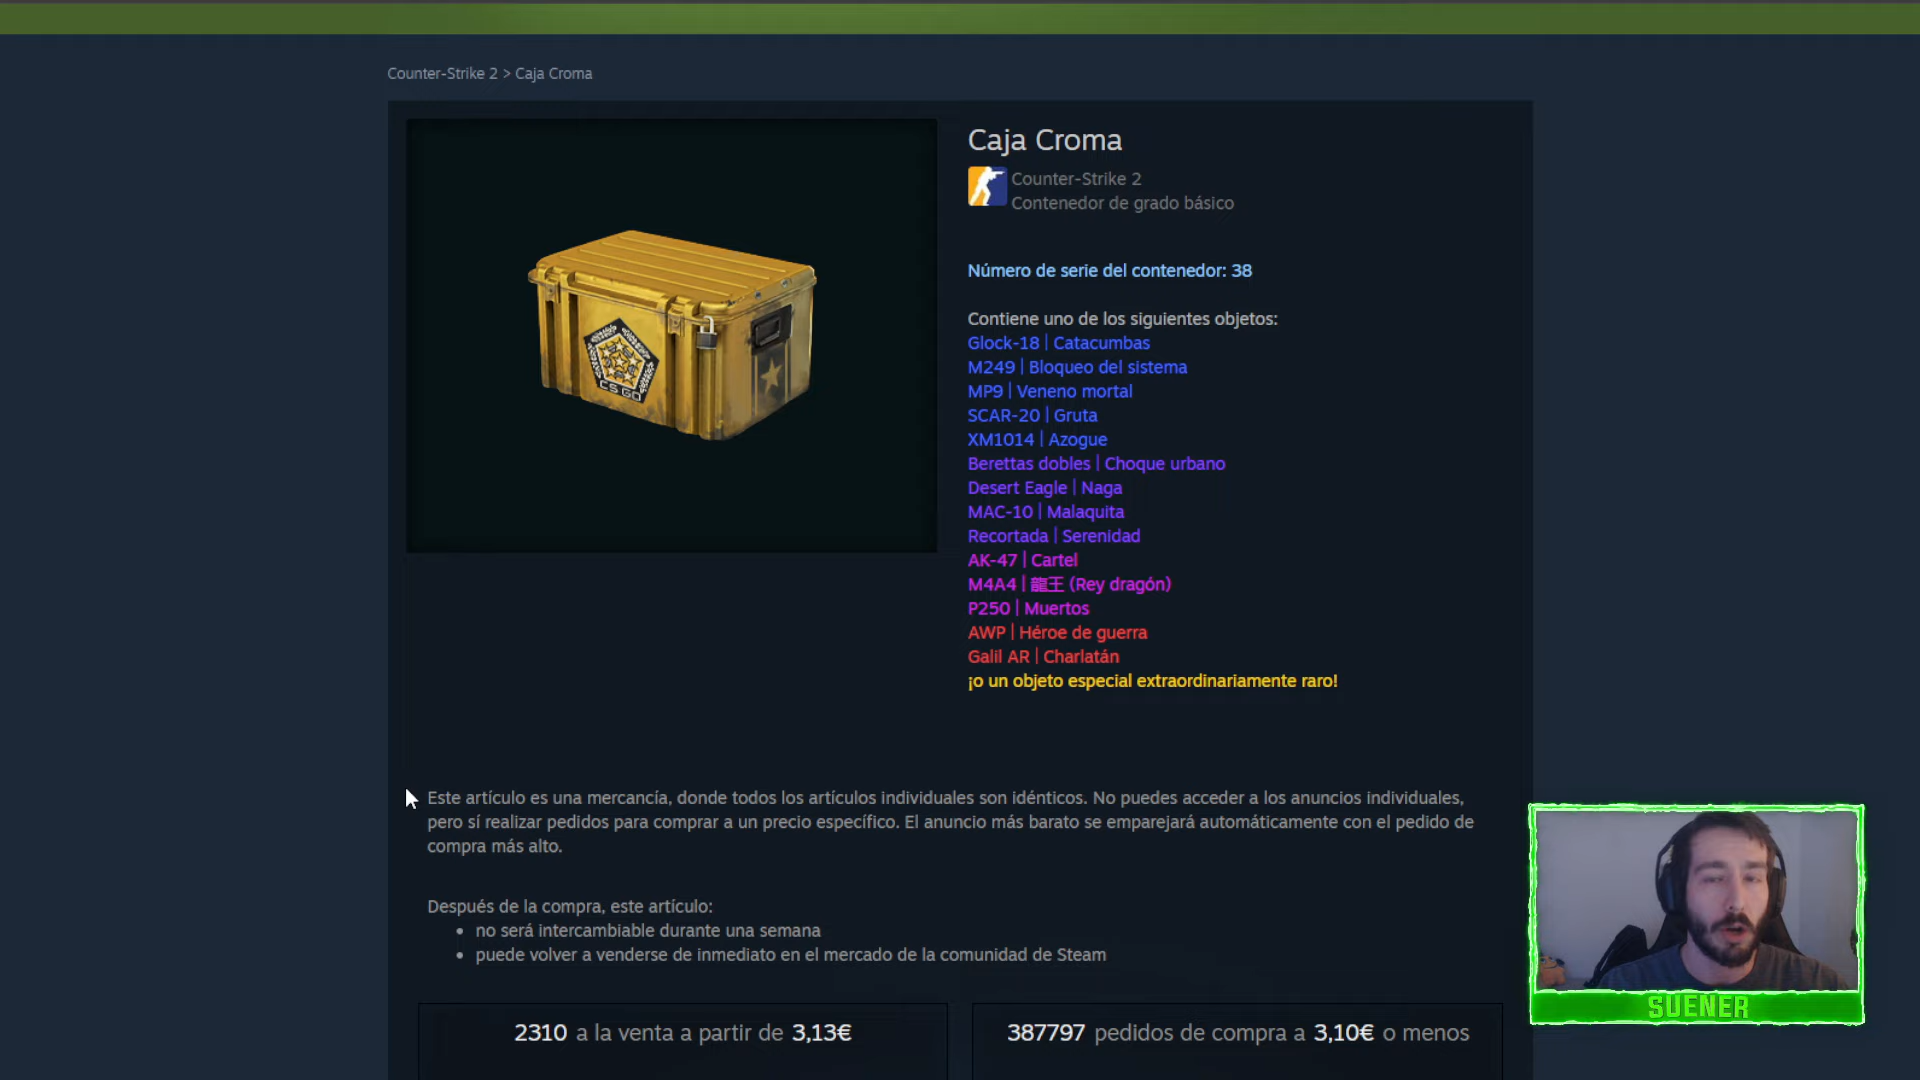 Counter-Strike 2 > Caja Croma
Caja Croma
Counter-Strike 2
Contenedor de grado básico
Número de serie del contenedor: 38
Contiene uno de los siguientes objetos:
Glock-18 | Catacumbas
M249 | Bloqueo del sistema
MP9 | Veneno mortal
SCAR-20 | Gruta
XM1014 | Azogue
Berettas dobles | Choque urbano
Desert Eagle | Naga
MAC-10 | Malaquita
Recortada | Serenidad
AK-47 | Cartel
M4A4 | 龍王 (Rey dragón)
P250 | Muertos
AWP | Héroe de guerra
Galil AR | Charlatán
¡o un objeto especial extraordinariamente raro!
CS GO
Este artículo es una mercancía, donde todos los artículos individuales son idénticos. No puedes acceder a los anuncios individuales,
pero sí realizar pedidos para comprar a un precio específico. El anuncio más barato se emparejará automáticamente con el pedido de
compra más alto.
Después de la compra, este artículo:
• no será intercambiable durante una semana
• puede volver a venderse de inmediato en el mercado de la comunidad de Steam
2310 a la venta a partir de 3,13€
387797 pedidos de compra a 3,10€ o menos
SUENER